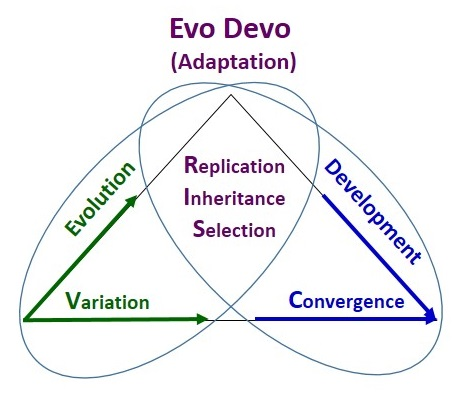 Evo Devo
(Adaptation)
Replication
Inheritance
Selection
Evolution
Development
Variation
Convergence